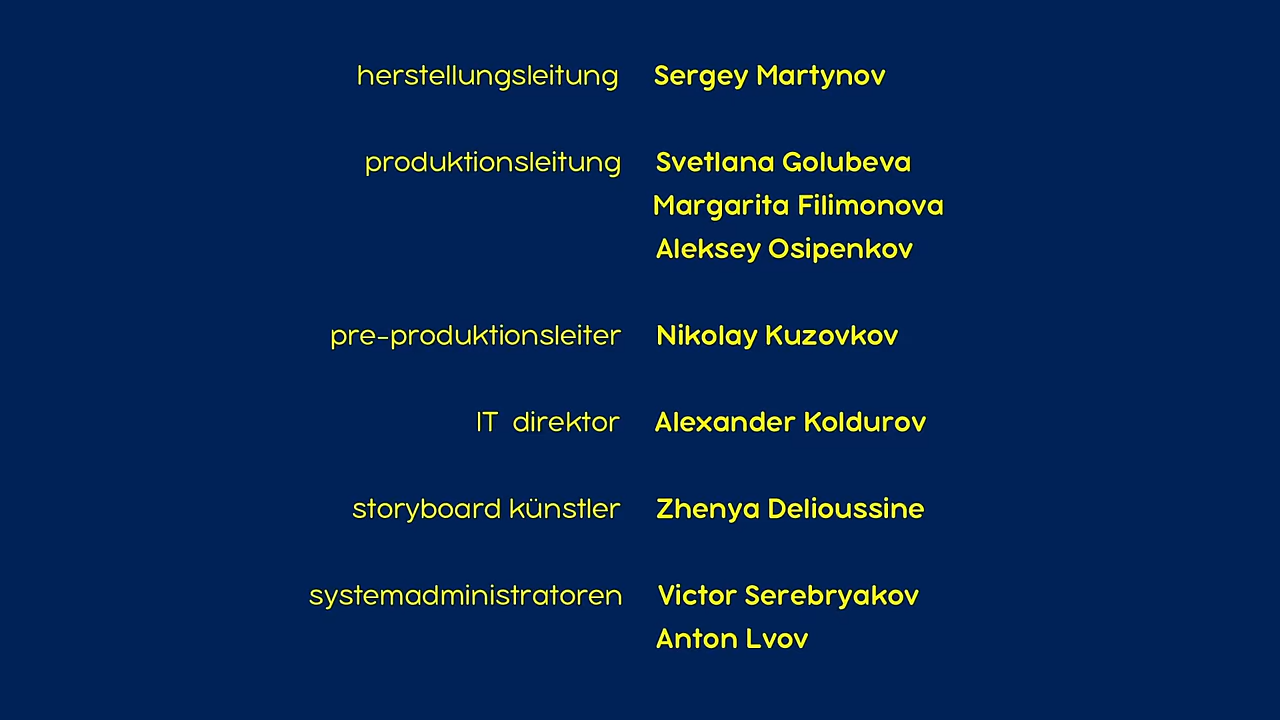 herstellungsleitung Sergey Martynov
produktionsleitung Svetlana Golubeva
Margarita Filimonova
Aleksey Osipenkov
pre-produktionsleiter Nikolay Kuzovkov
IT direktor Alexander Koldurov
storyboard künstler Zhenya Delioussine
systemadministratoren Victor Serebryakov
Anton Lvov